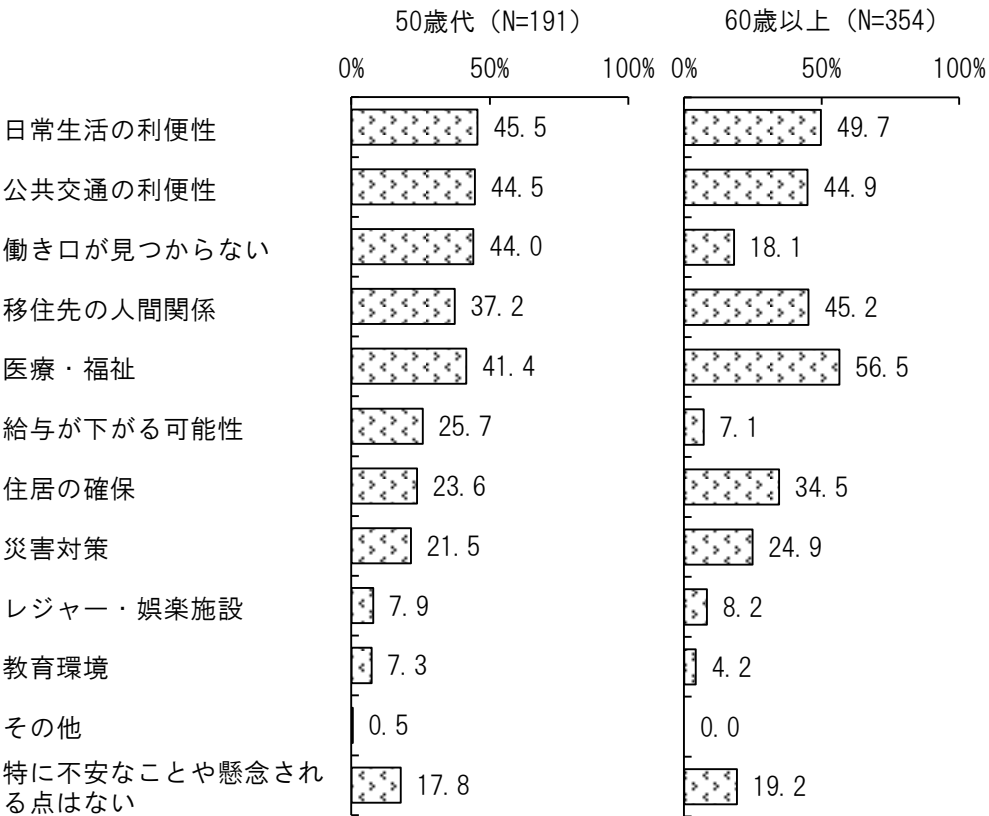 50歳代（N=191） 60歳以上（N=354）
0% 50% 100% 0% 50% 100%
日常生活の利便性 45.5 49.7
公共交通の利便性 44.5 44.9
働き口が見つからない 44.0 18.1
移住先の人間関係 37.2 45.2
医療・福祉 41.4 56.5
給与が下がる可能性 25.7 7.1
住居の確保 23.6 34.5
災害対策 21.5 24.9
レジャー・娯楽施設 7.9 8.2
教育環境 7.3 4.2
その他 0.5 0.0
特に不安なことや懸念され
る点はない 17.8 19.2